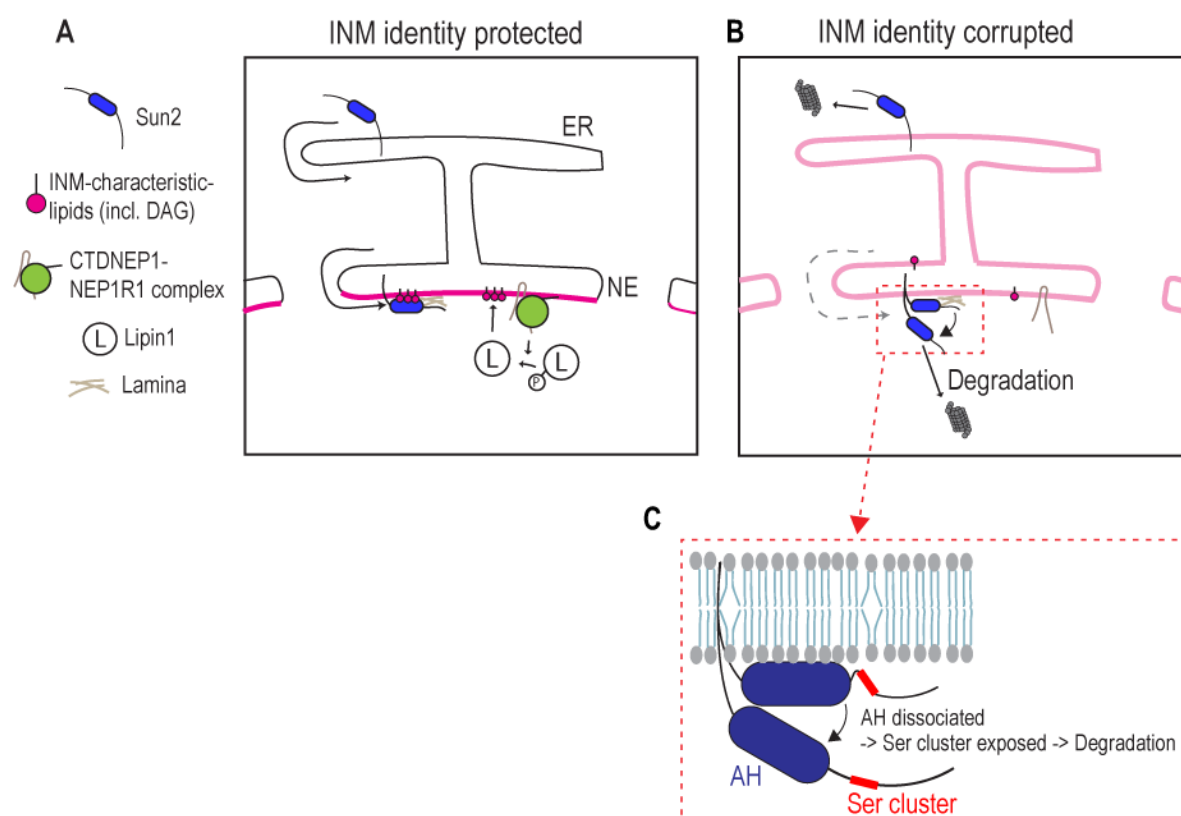 A
INM identity protected
B
INM identity corrupted
Sun2
INM-characteristic-
lipids (incl. DAG)
CTDNEP1-
NEP1R1 complex
L
Lipin1
Lamina
ER
NE
L
P
L
Degradation
C
AH dissociated
-> Ser cluster exposed -> Degradation
AH
Ser cluster